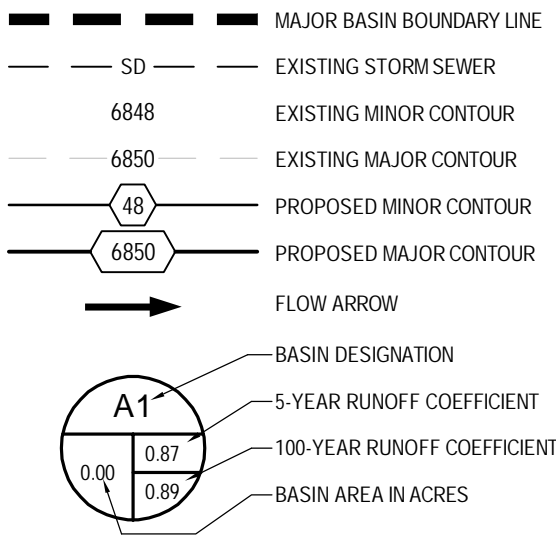 MAJOR BASIN BOUNDARY LINE
SD EXISTING STORM SEWER
6848 EXISTING MINOR CONTOUR
6850 EXISTING MAJOR CONTOUR
48 PROPOSED MINOR CONTOUR
6850 PROPOSED MAJOR CONTOUR
FLOW ARROW
BASIN DESIGNATION
A1 5-YEAR RUNOFF COEFFICIENT
0.87 100-YEAR RUNOFF COEFFICIENT
0.00
0.89 BASIN AREA IN ACRES